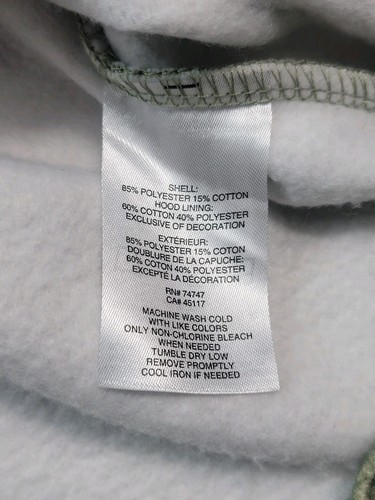 SHELL:
85% POLYESTER 15% COTTON
HOOD LINING:
60% COTTON 40% POLYESTER
EXCLUSIVE OF DECORATION
EXTÉRIEUR:
85% POLYESTER 15% COTON
DOUBLURE DE LA CAPUCHE:
60% COTON 40% POLYESTER
EXCEPTÉ LA DÉCORATION
RN# 74747
CA# 45117
MACHINE WASH COLD
WITH LIKE COLORS
ONLY NON-CHLORINE BLEACH
WHEN NEEDED
TUMBLE DRY LOW
REMOVE PROMPTLY
COOL IRON IF NEEDED